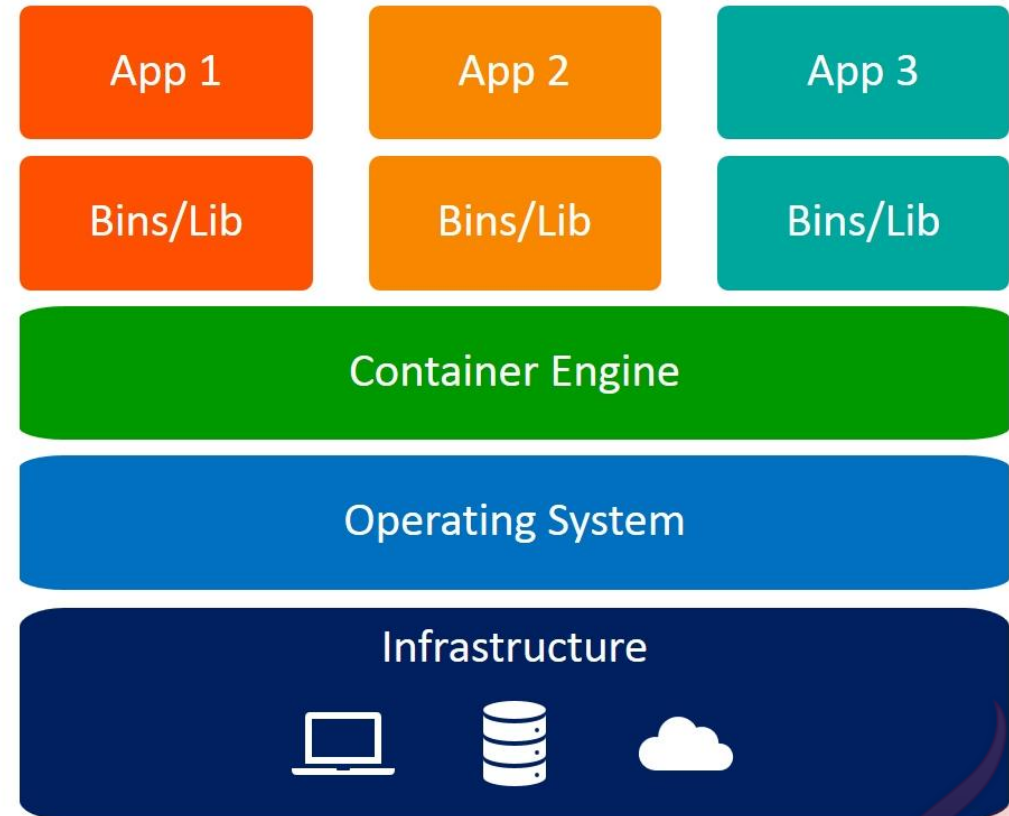 App 1
App 2
App 3
Bins/Lib
Bins/Lib
Bins/Lib
Container Engine
Operating System
Infrastructure